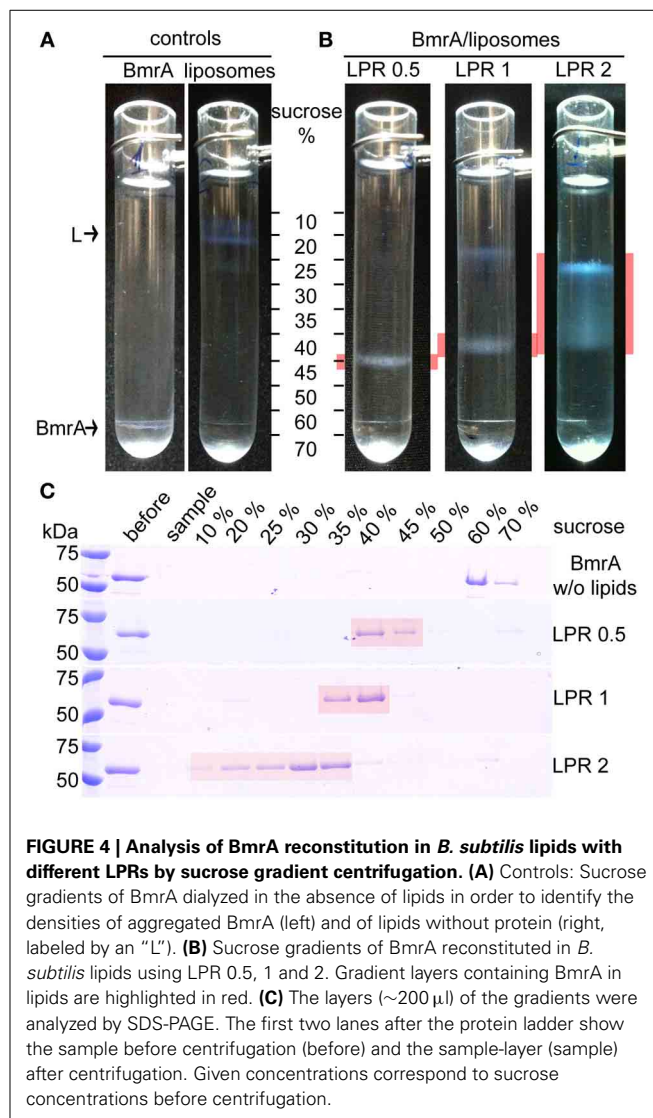 A
controls
BmrA liposomes
B
BmrA/liposomes
LPR 0.5 LPR 1 LPR 2
sucrose
%
L
10
20
25
30
35
40
45
50
60
70
BmrA
C
kDa
before sample 10 % 20 % 25 % 30 % 35 % 40 % 45 % 50 % 60 % 70 % sucrose
75
50
BmrA
w/o lipids
75
50
LPR 0.5
75
50
LPR 1
75
50
LPR 2
FIGURE 4 | Analysis of BmrA reconstitution in B. subtilis lipids with
different LPRs by sucrose gradient centrifugation. (A) Controls: Sucrose
gradients of BmrA dialyzed in the absence of lipids in order to identify the
densities of aggregated BmrA (left) and of lipids without protein (right,
labeled by an “L”). (B) Sucrose gradients of BmrA reconstituted in B.
subtilis lipids using LPR 0.5, 1 and 2. Gradient layers containing BmrA in
lipids are highlighted in red. (C) The layers (∼200 μl) of the gradients were
analyzed by SDS-PAGE. The first two lanes after the protein ladder show
the sample before centrifugation (before) and the sample-layer (sample)
after centrifugation. Given concentrations correspond to sucrose
concentrations before centrifugation.